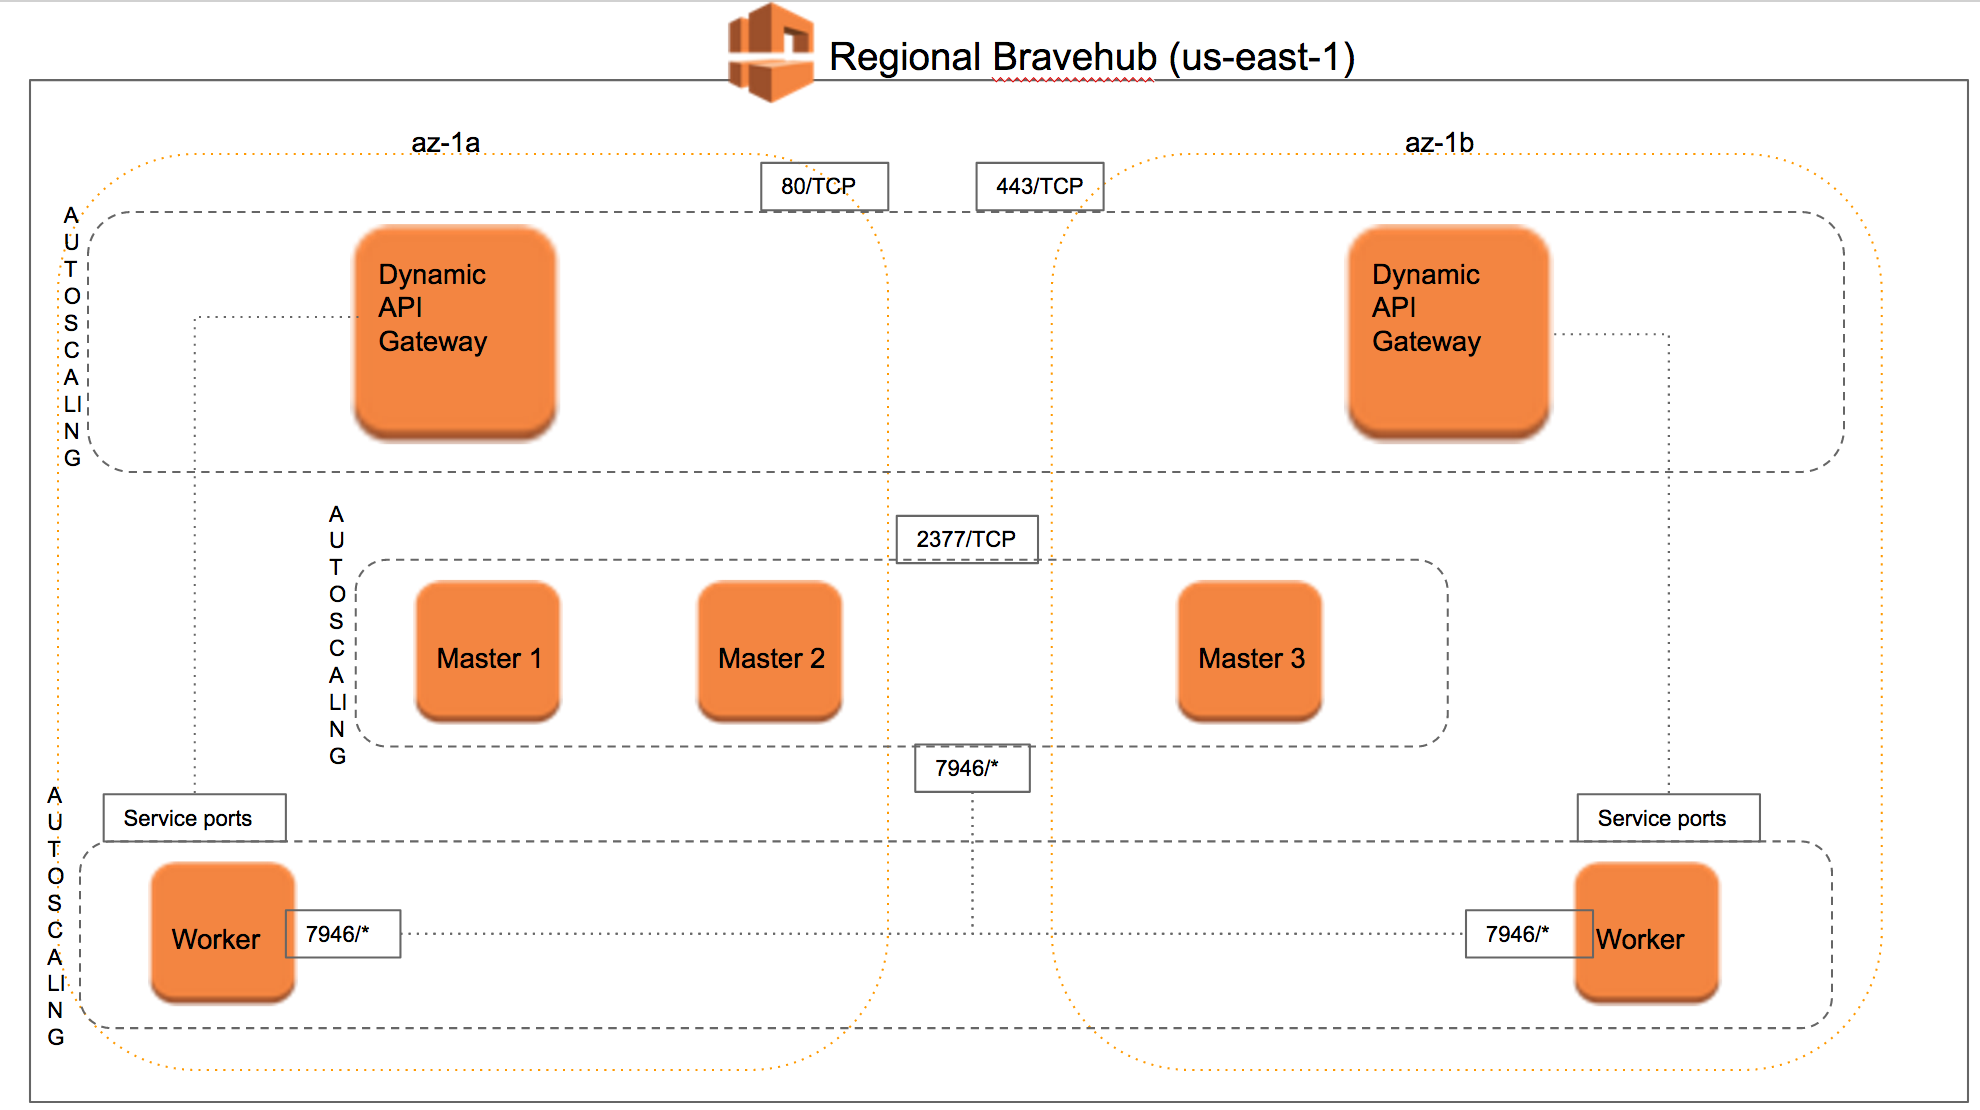 Regional Bravehub (us-east-1)
az-1a
az-1b
80/TCP
443/TCP
A
U
T
O
S
C
A
LI
N
G
Dynamic
API
Gateway
Dynamic
API
Gateway
A
U
T
O
S
C
A
LI
N
G
2377/TCP
Master 1
Master 2
Master 3
7946/*
A
U
T
O
S
C
A
LI
N
G
Service ports
Service ports
Worker
7946/*
7946/*
Worker